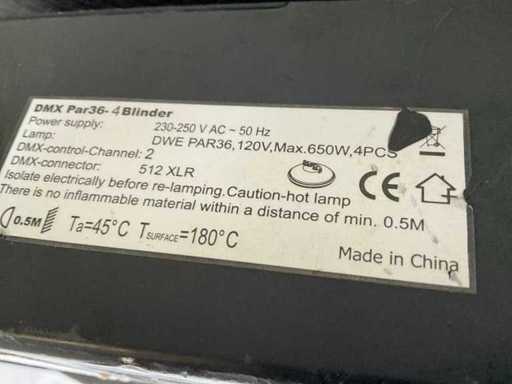 DMX Par36-4Blinder
Power supply: 230-250 V AC ~ 50 Hz
Lamp: DWE PAR36,120V,Max.650W,4PCS
DMX-control-Channel: 2
DMX-connector: 512 XLR
Isolate electrically before re-lamping.Caution-hot lamp
There is no inflammable material within a distance of min. 0.5M
0.5M Ta=45°C TSURFACE=180°C
CE
Made in China